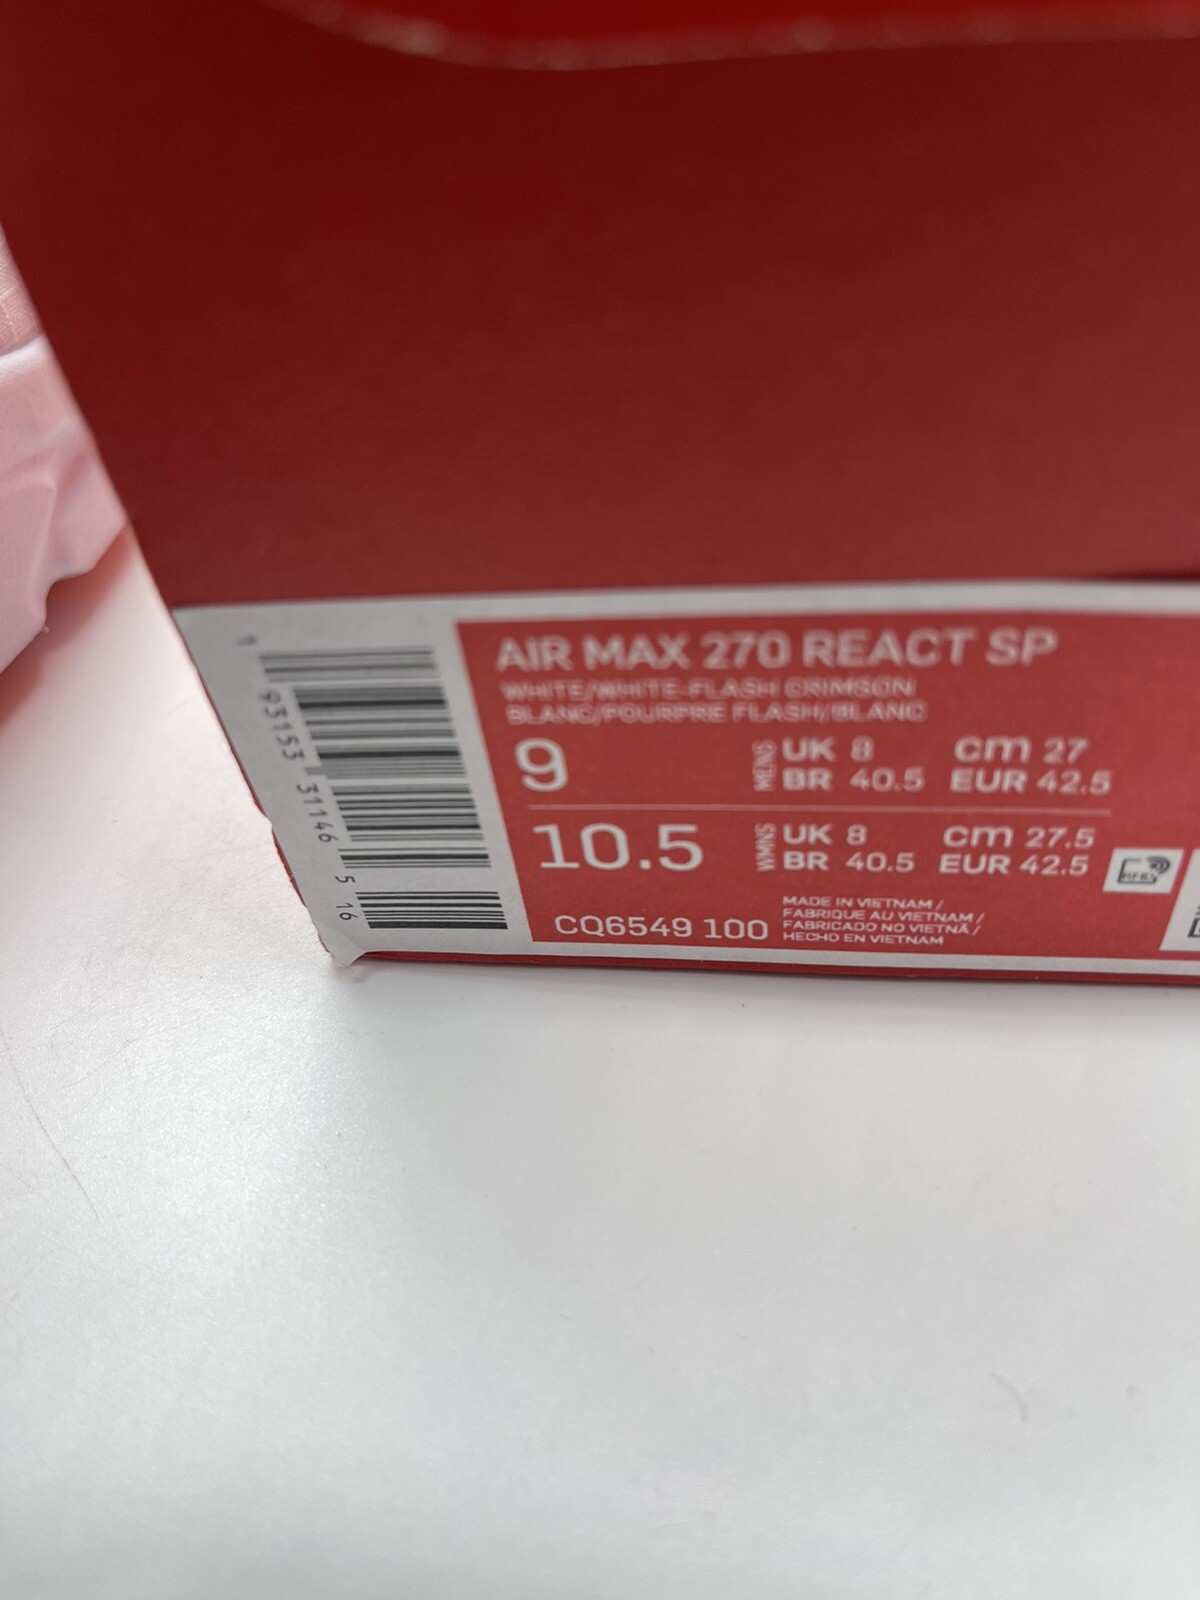 AIR MAX 270 REACT SP
WHITE/WHITE-FLASH CRIMSON
BLANC/POURPRE FLASH/BLANC
9 MENS UK 8 cm 27
BR 40.5 EUR 42.5
10.5 WMNS UK 8 cm 27.5
BR 40.5 EUR 42.5
CQ6549 100
MADE IN VIETNAM /
FABRIQUE AU VIETNAM /
FABRICADO NO VIETNÃ /
HECHO EN VIETNAM
1 93153 31146 5 16